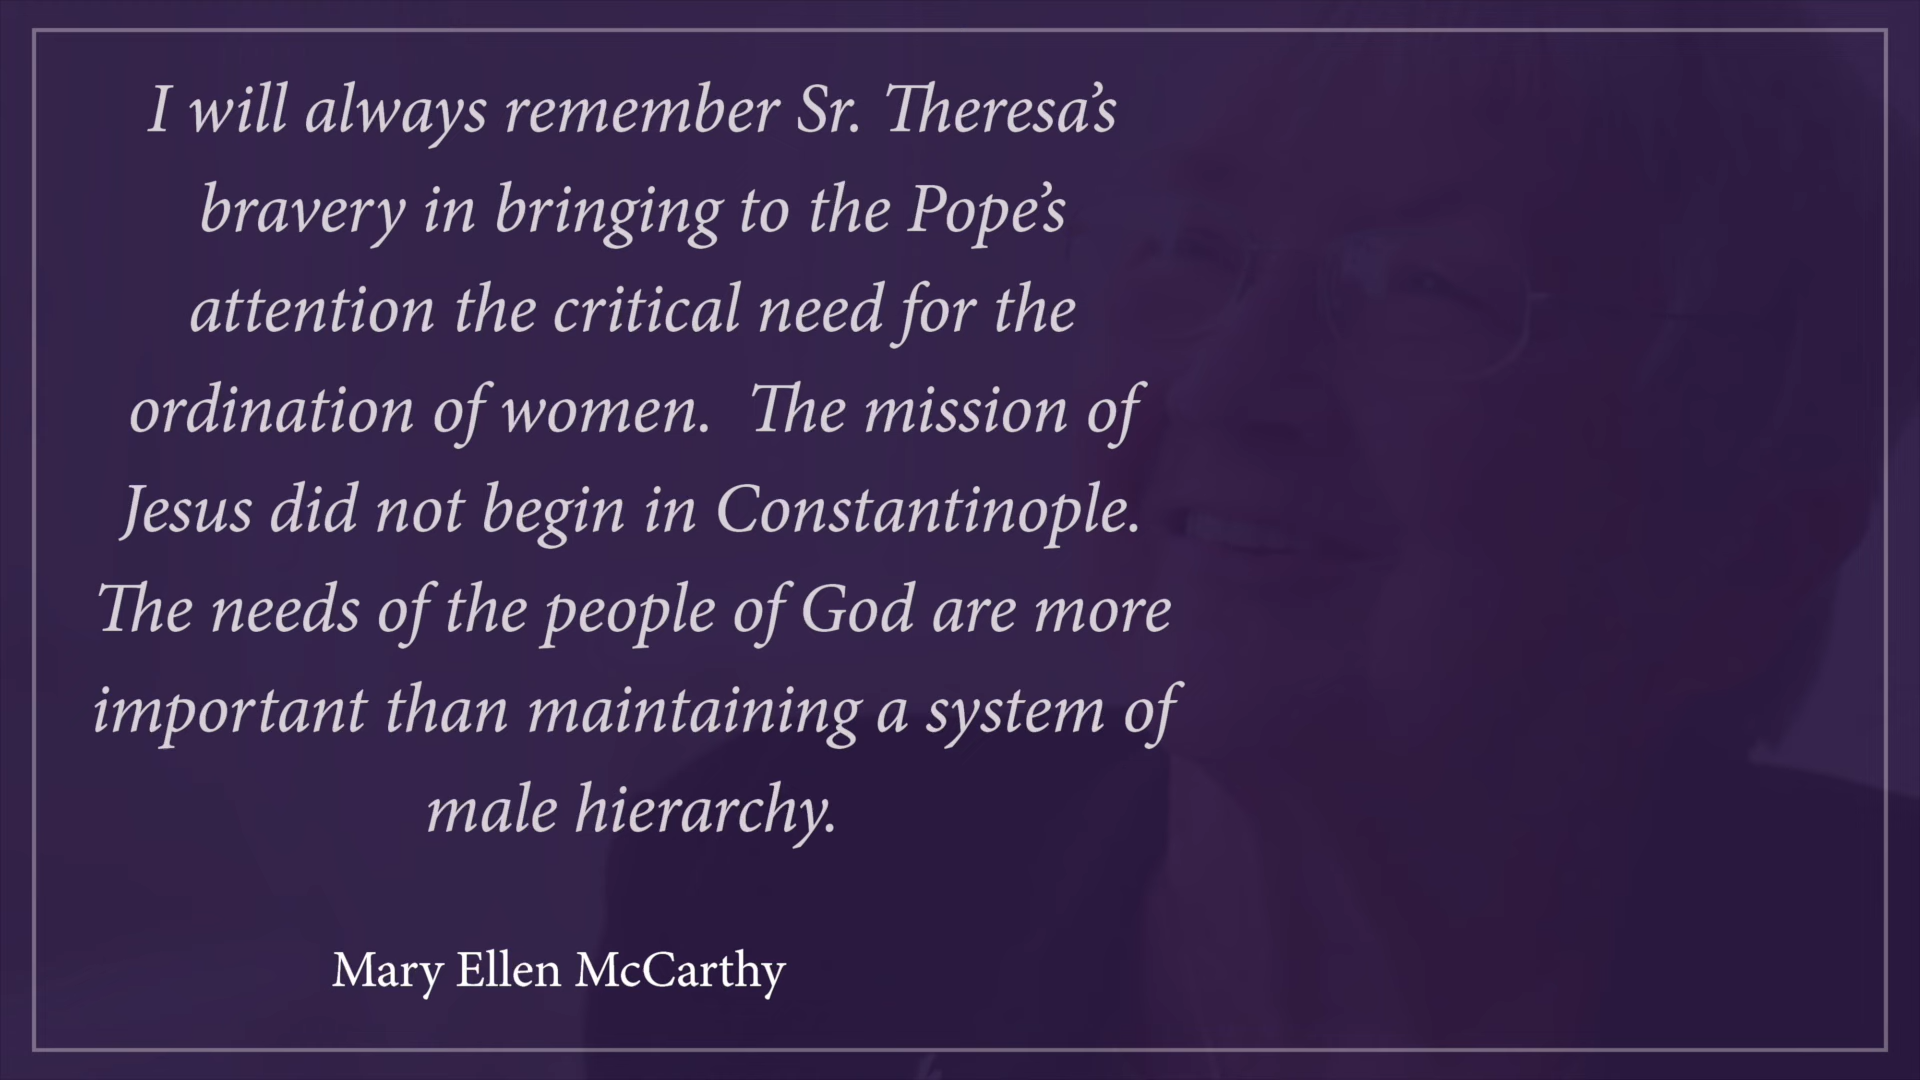 I will always remember Sr. Theresa’s
bravery in bringing to the Pope’s
attention the critical need for the
ordination of women.  The mission of
Jesus did not begin in Constantinople.
The needs of the people of God are more
important than maintaining a system of
male hierarchy.
Mary Ellen McCarthy